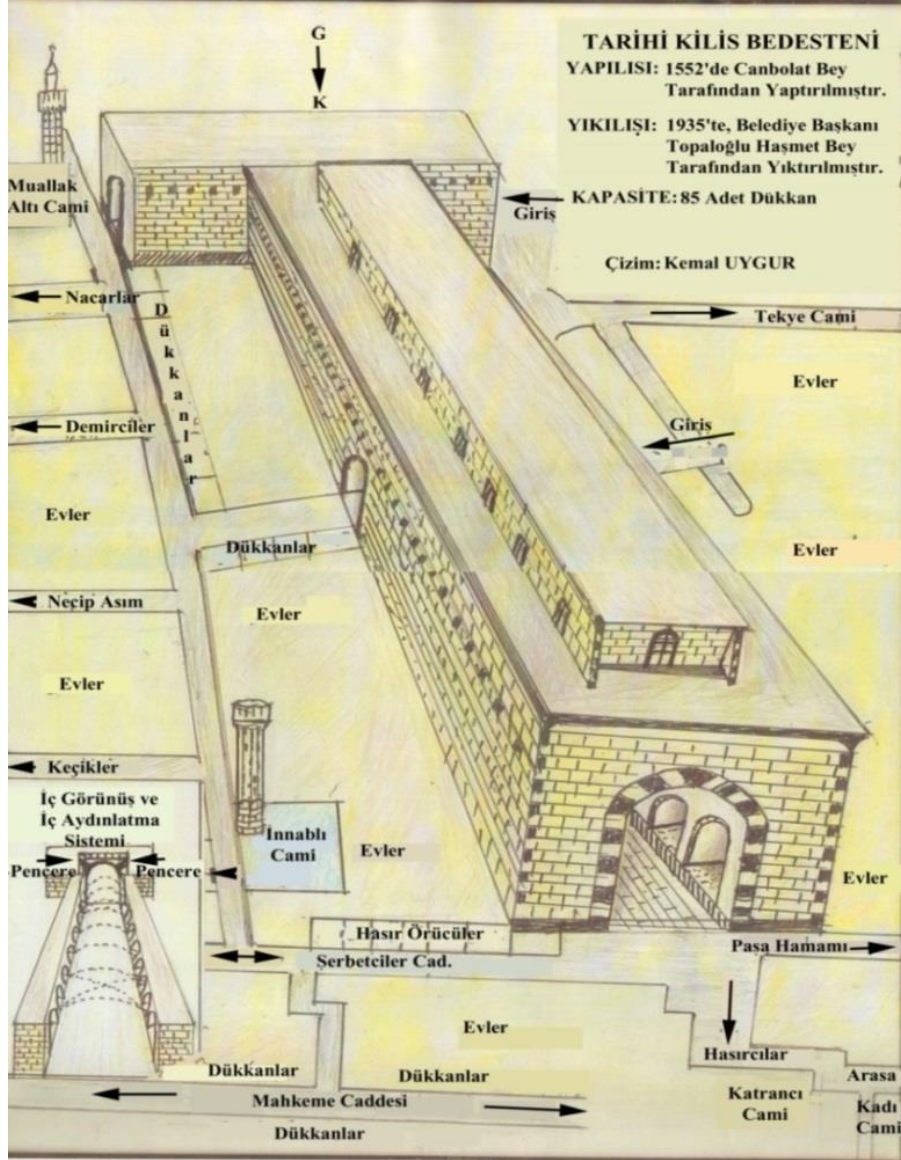 G
K
TARİHİ KİLİS BEDESTENİ
YAPILISI: 1552'de Canbolat Bey
Tarafından Yaptırılmıştır.
YIKILIŞI: 1935'te, Belediye Başkanı
Topaloğlu Haşmet Bey
Tarafından Yıktırılmıştır.
KAPASİTE: 85 Adet Dükkan
Çizim: Kemal UYGUR
Muallak
Altı Cami
Giriş
Nacarlar
Tekye Cami
Dükkanlar
Evler
Demirciler
Giriş
Evler
Dükkanlar
Evler
Neçip Asım
Evler
Evler
Keçikler
İç Görünüş ve
İç Aydınlatma
Sistemi
Pencere
Pencere
İnnablı
Cami
Evler
Evler
Hasır Örücüler
Şerbetciler Cad.
Paşa Hamamı
Evler
Hasırcılar
Dükkanlar
Dükkanlar
Arasa
Mahkeme Caddesi
Katrancı
Cami
Kadı
Cami
Dükkanlar